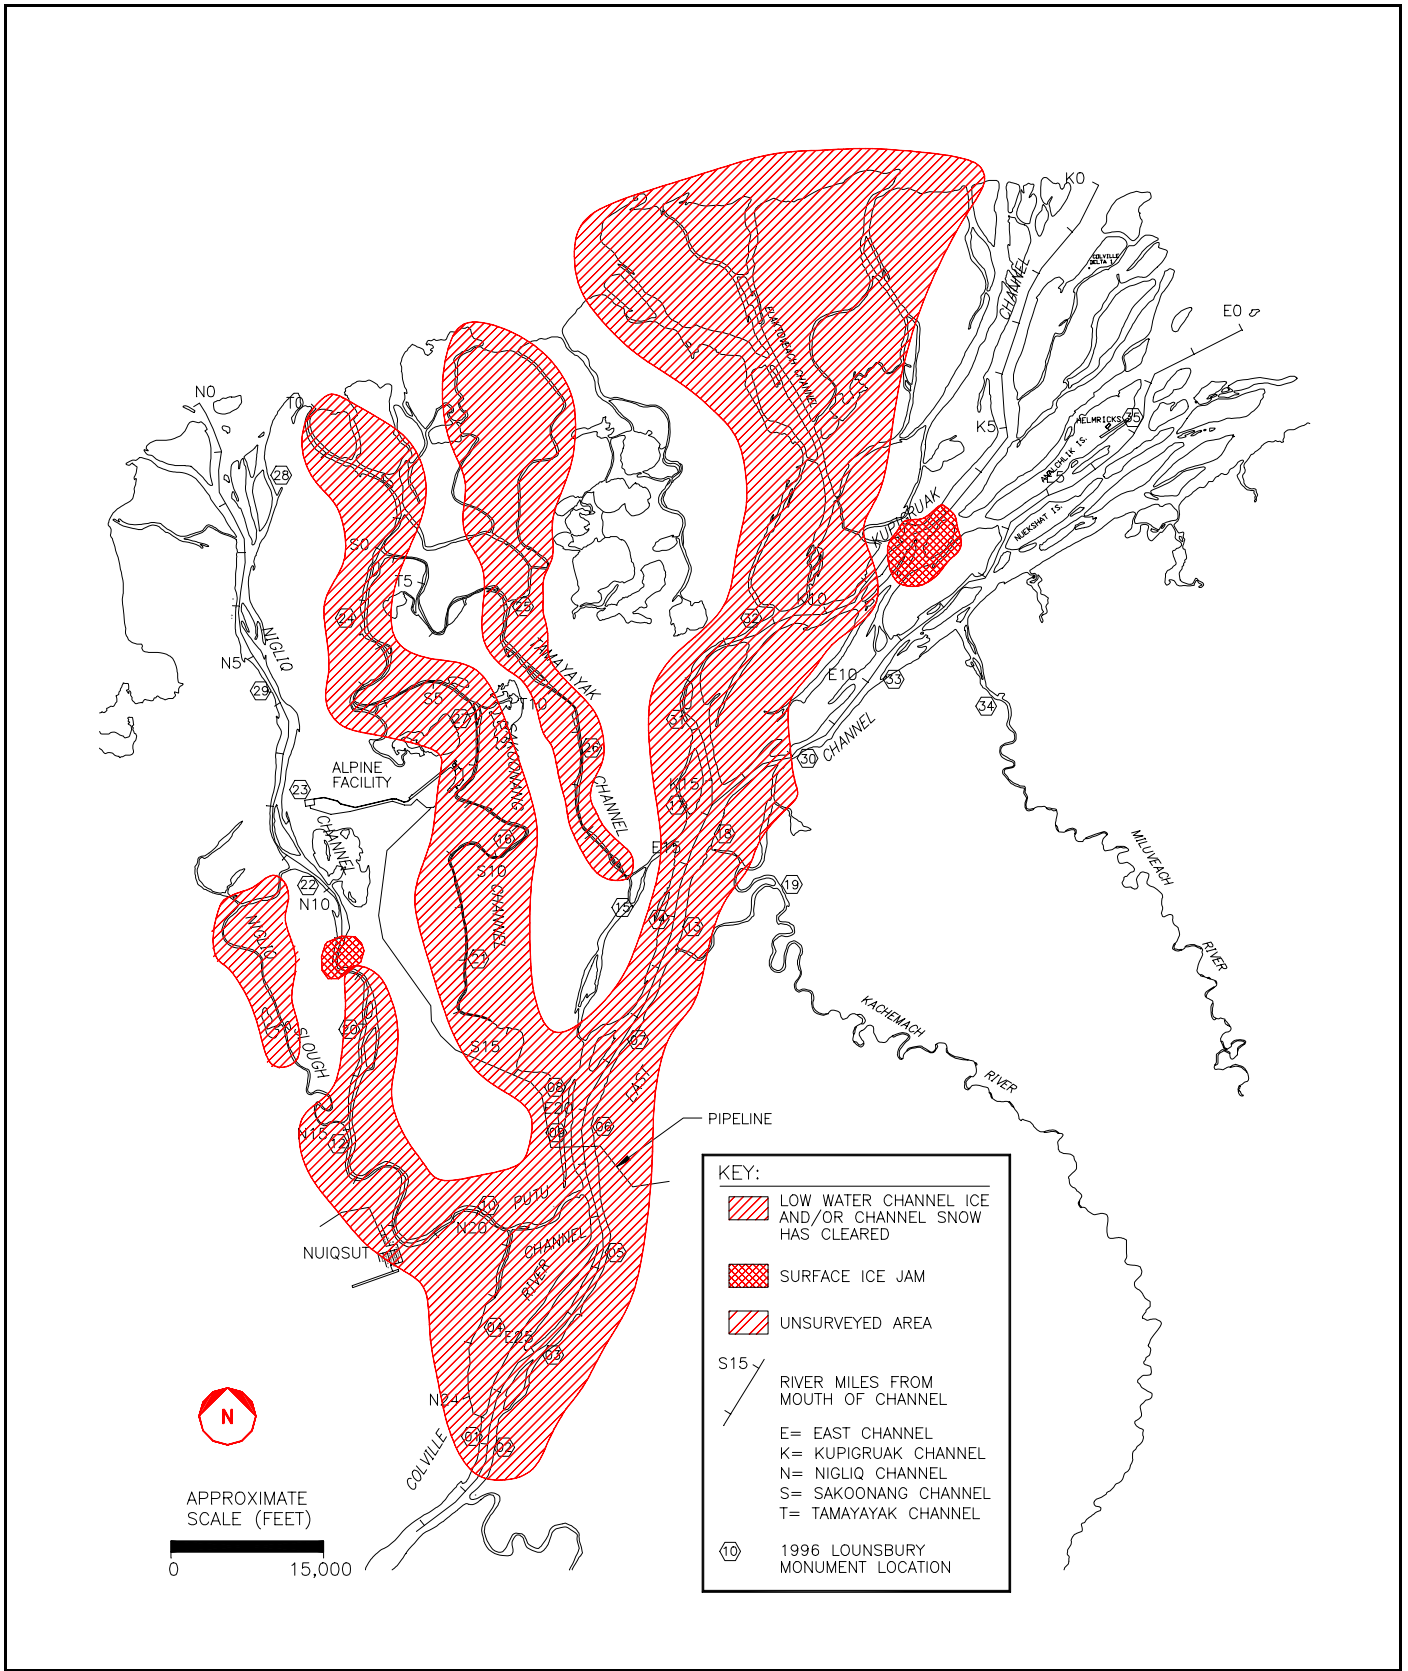 K0
COLVILLE
DELTA 1
CHANNEL
E0
ELAKTOVEACH CHANNEL
N0
T0
K5
HELMRICKS
35
ANACHLIK IS.
E5
28
KUPIGRUAK
NUEKSHAT IS.
S0
T5
25
24
K10
32
NIGLIQ
TAMAYAYAK
N5
29
E10
33
34
S5
27
T10
31
SAKOONANG
26
CHANNEL
30
ALPINE
FACILITY
23
K15
17
CHANNEL
CHANNEL
18
16
E15
MILUVEACH
S10
22
N10
19
15
14
13
CHANNEL
NIGLIQ
21
RIVER
KACHEMACH
20
SLOUGH
S15
07
RIVER
08
EAST
E20
06
09
PIPELINE
N15
12
10
PUTU
N20
NUIQSUT
CHANNEL
05
RIVER
04
E25
03
N24
01
02
COLVILLE
N
APPROXIMATE
SCALE (FEET)
0
15,000
KEY:
LOW WATER CHANNEL ICE
AND/OR CHANNEL SNOW
HAS CLEARED
SURFACE ICE JAM
UNSURVEYED AREA
S15
RIVER MILES FROM
MOUTH OF CHANNEL
E= EAST CHANNEL
K= KUPIGRUAK CHANNEL
N= NIGLIQ CHANNEL
S= SAKOONANG CHANNEL
T= TAMAYAYAK CHANNEL
10
1996 LOUNSBURY
MONUMENT LOCATION